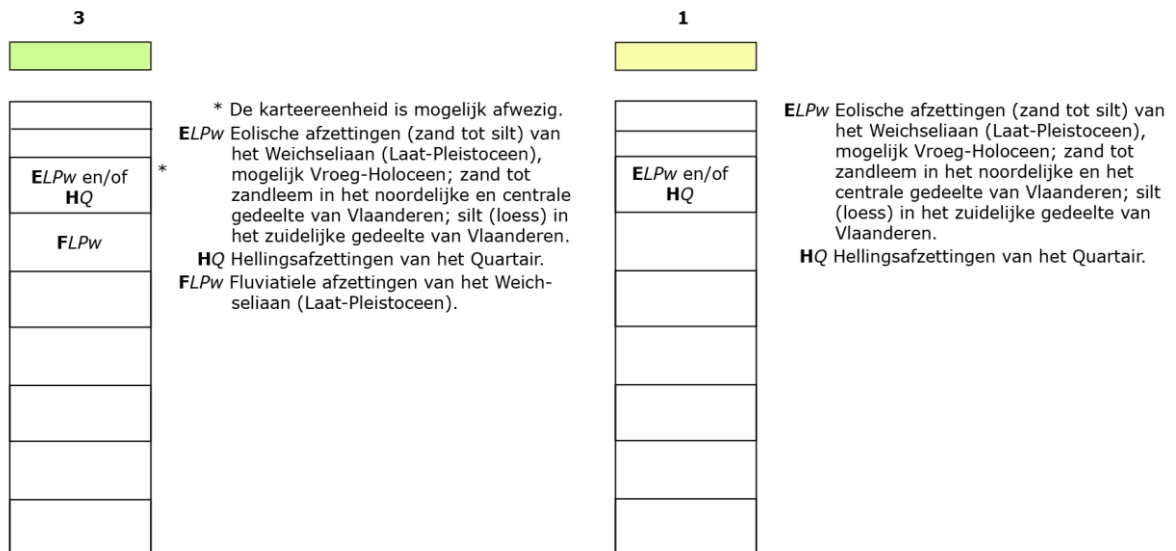 3
* De karteereenheid is mogelijk afwezig.
ELPw Eolische afzettingen (zand tot silt) van
het Weichseliaan (Laat-Pleistoceen),
mogelijk Vroeg-Holoceen; zand tot
zandleem in het noordelijke en centrale
gedeelte van Vlaanderen; silt (loess) in
het zuidelijke gedeelte van Vlaanderen.
HQ Hellingsafzettingen van het Quartair.
FLPw Fluviatiele afzettingen van het Weich-
seliaan (Laat-Pleistoceen).
ELPw en/of
HQ
*
FLPw
1
ELPw Eolische afzettingen (zand tot silt) van
het Weichseliaan (Laat-Pleistoceen),
mogelijk Vroeg-Holoceen; zand tot
zandleem in het noordelijke en het
centrale gedeelte van Vlaanderen; silt
(loess) in het zuidelijke gedeelte van
Vlaanderen.
HQ Hellingsafzettingen van het Quartair.
ELPw en/of
HQ